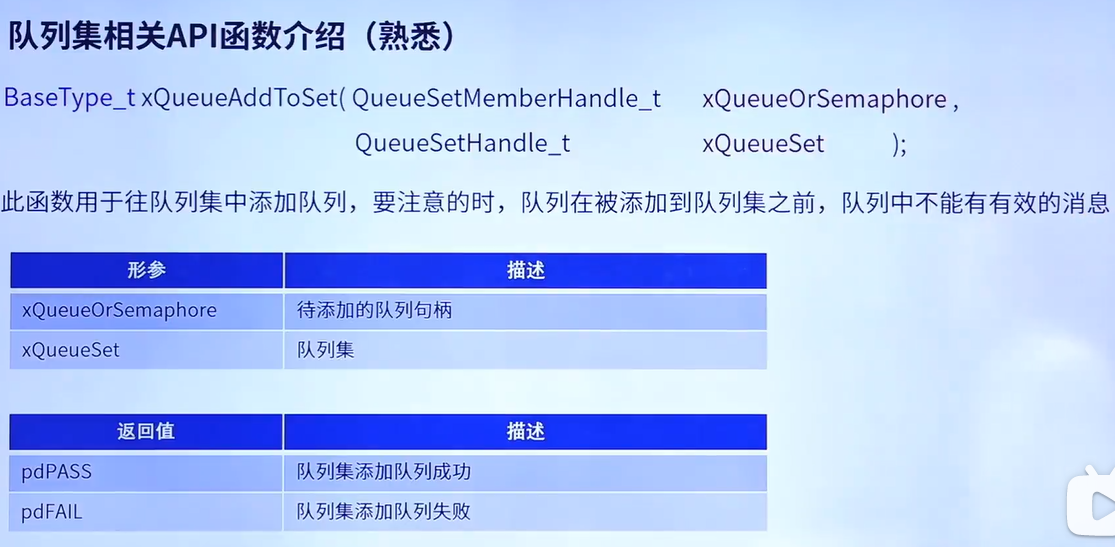 队列集相关API函数介绍（熟悉）
BaseType_t xQueueAddToSet( QueueSetMemberHandle_t xQueueOrSemaphore ,
QueueSetHandle_t xQueueSet );
此函数用于往队列集中添加队列，要注意的时，队列在被添加到队列集之前，队列中不能有有效的消息
形参 描述
xQueueOrSemaphore 待添加的队列句柄
xQueueSet 队列集
返回值 描述
pdPASS 队列集添加队列成功
pdFAIL 队列集添加队列失败